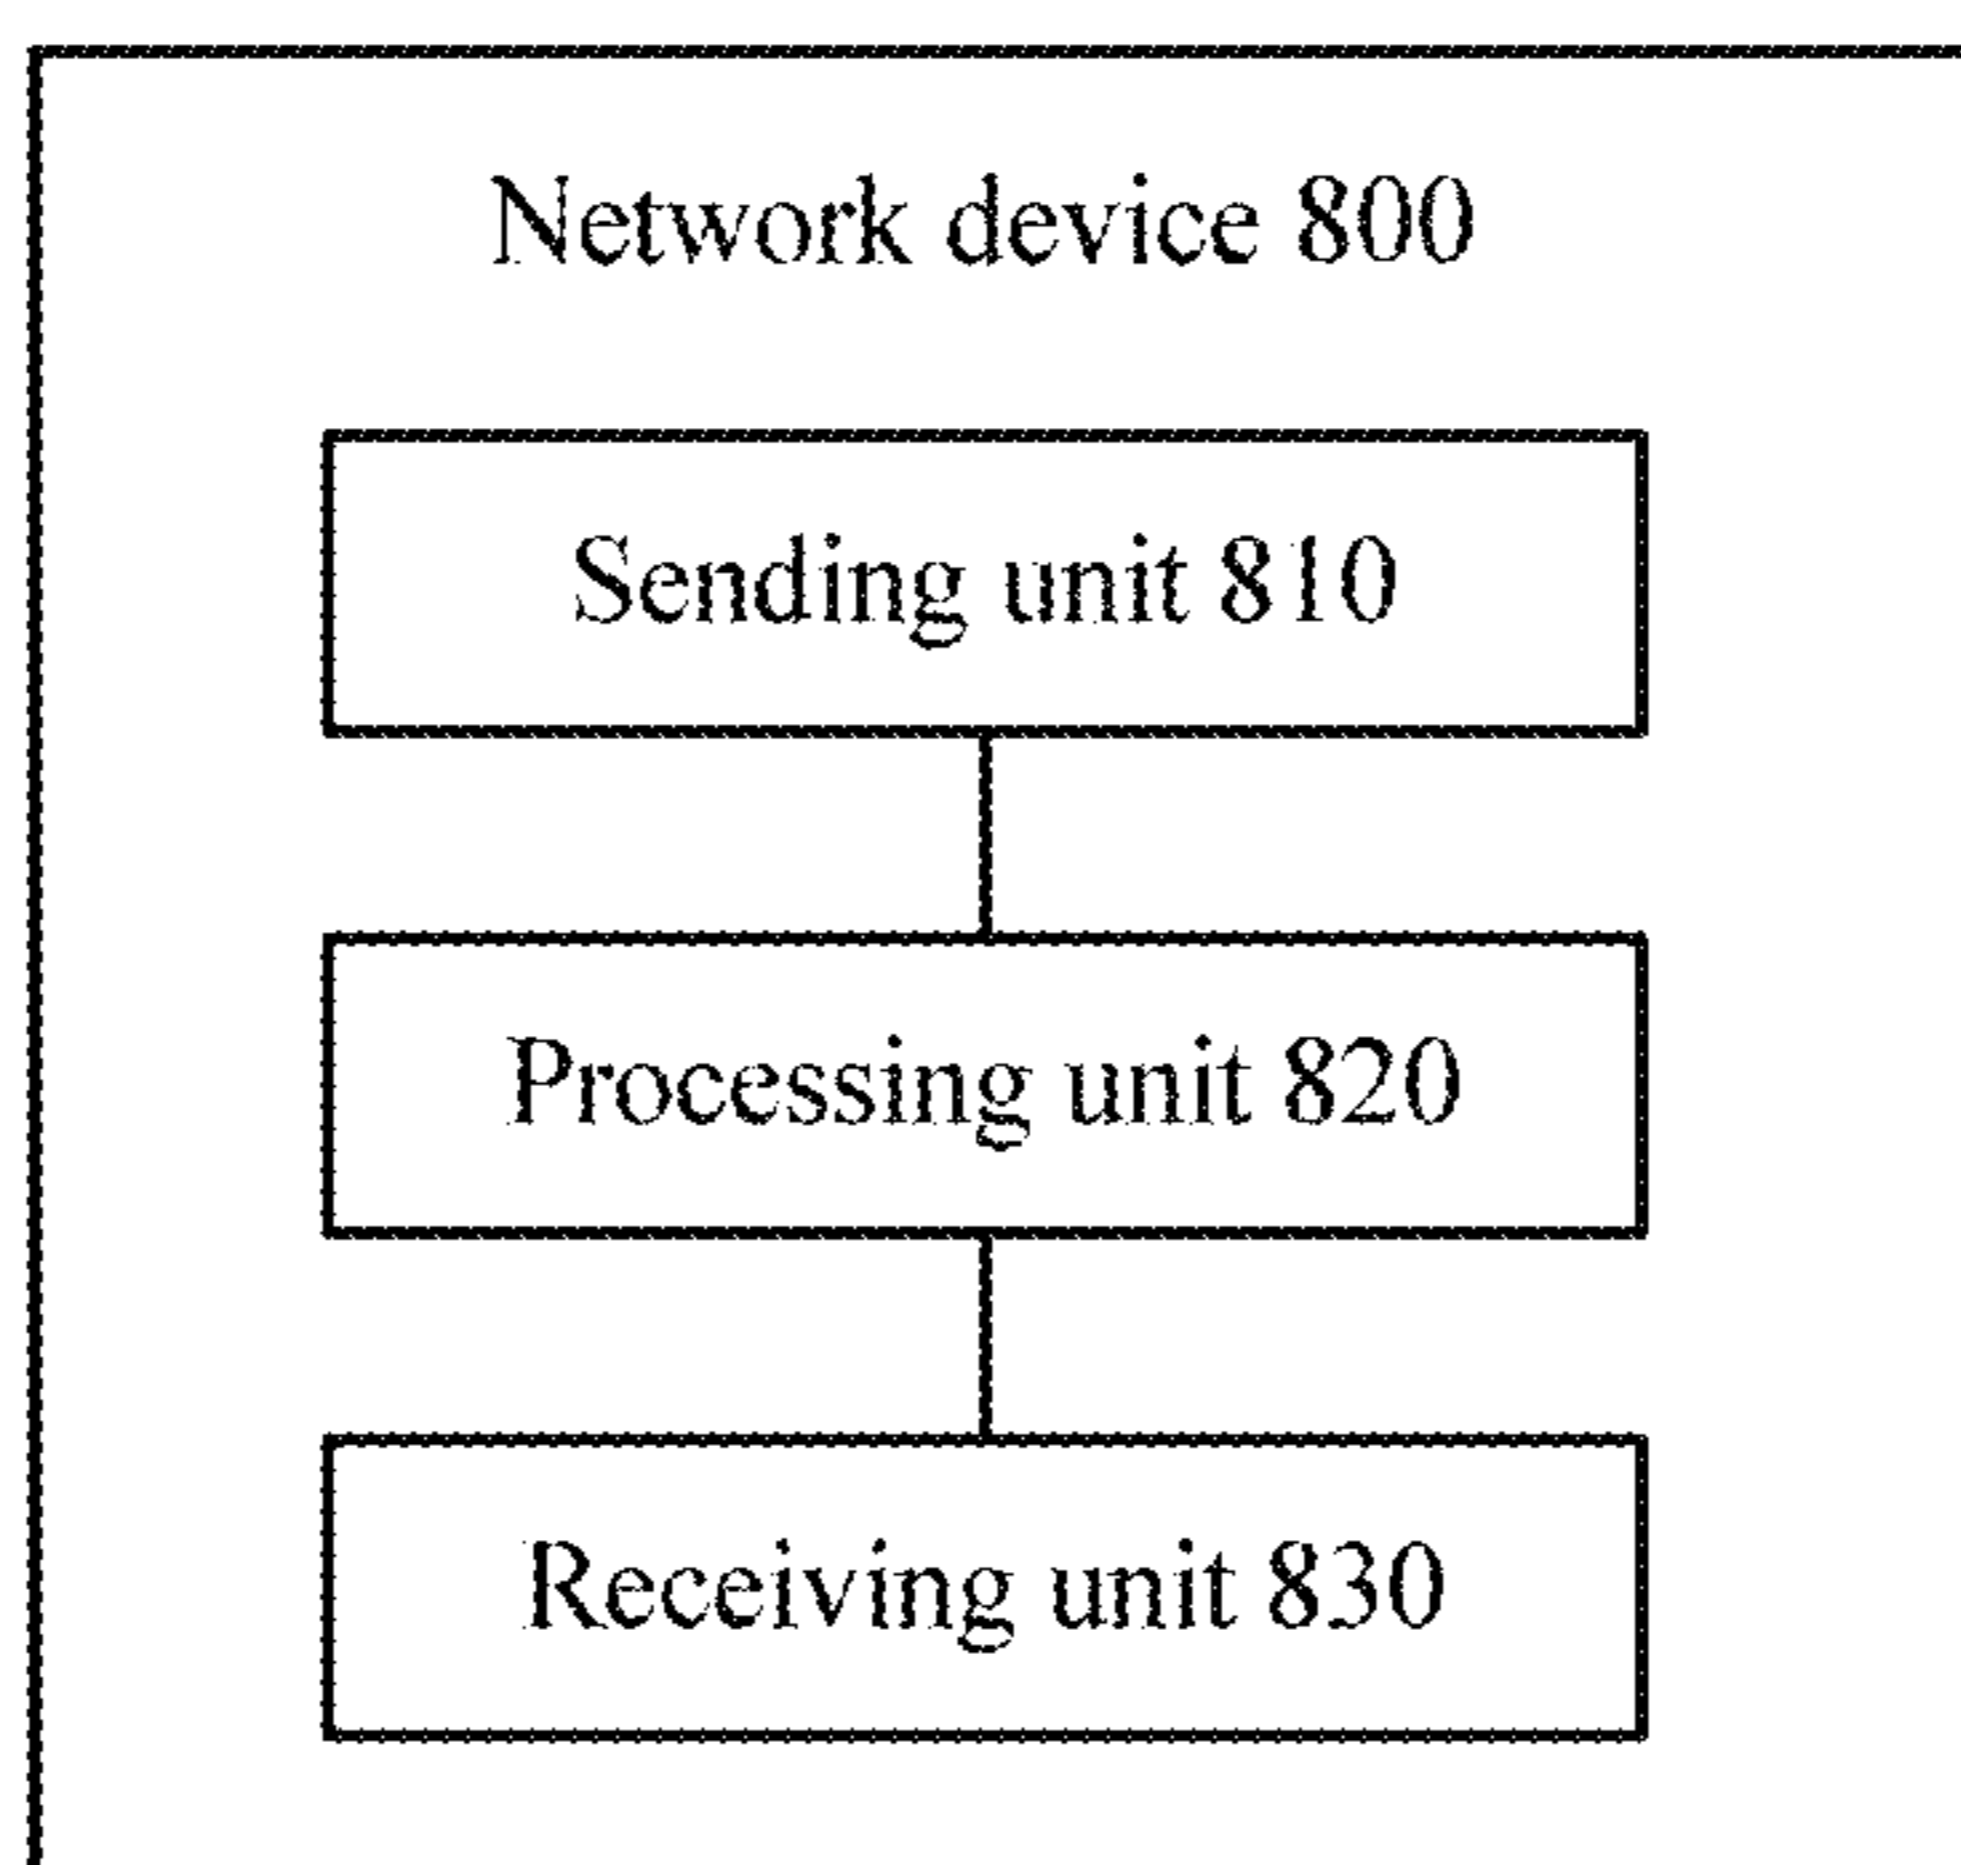 Network device 800
Sending unit 810
Processing unit 820
Receiving unit 830